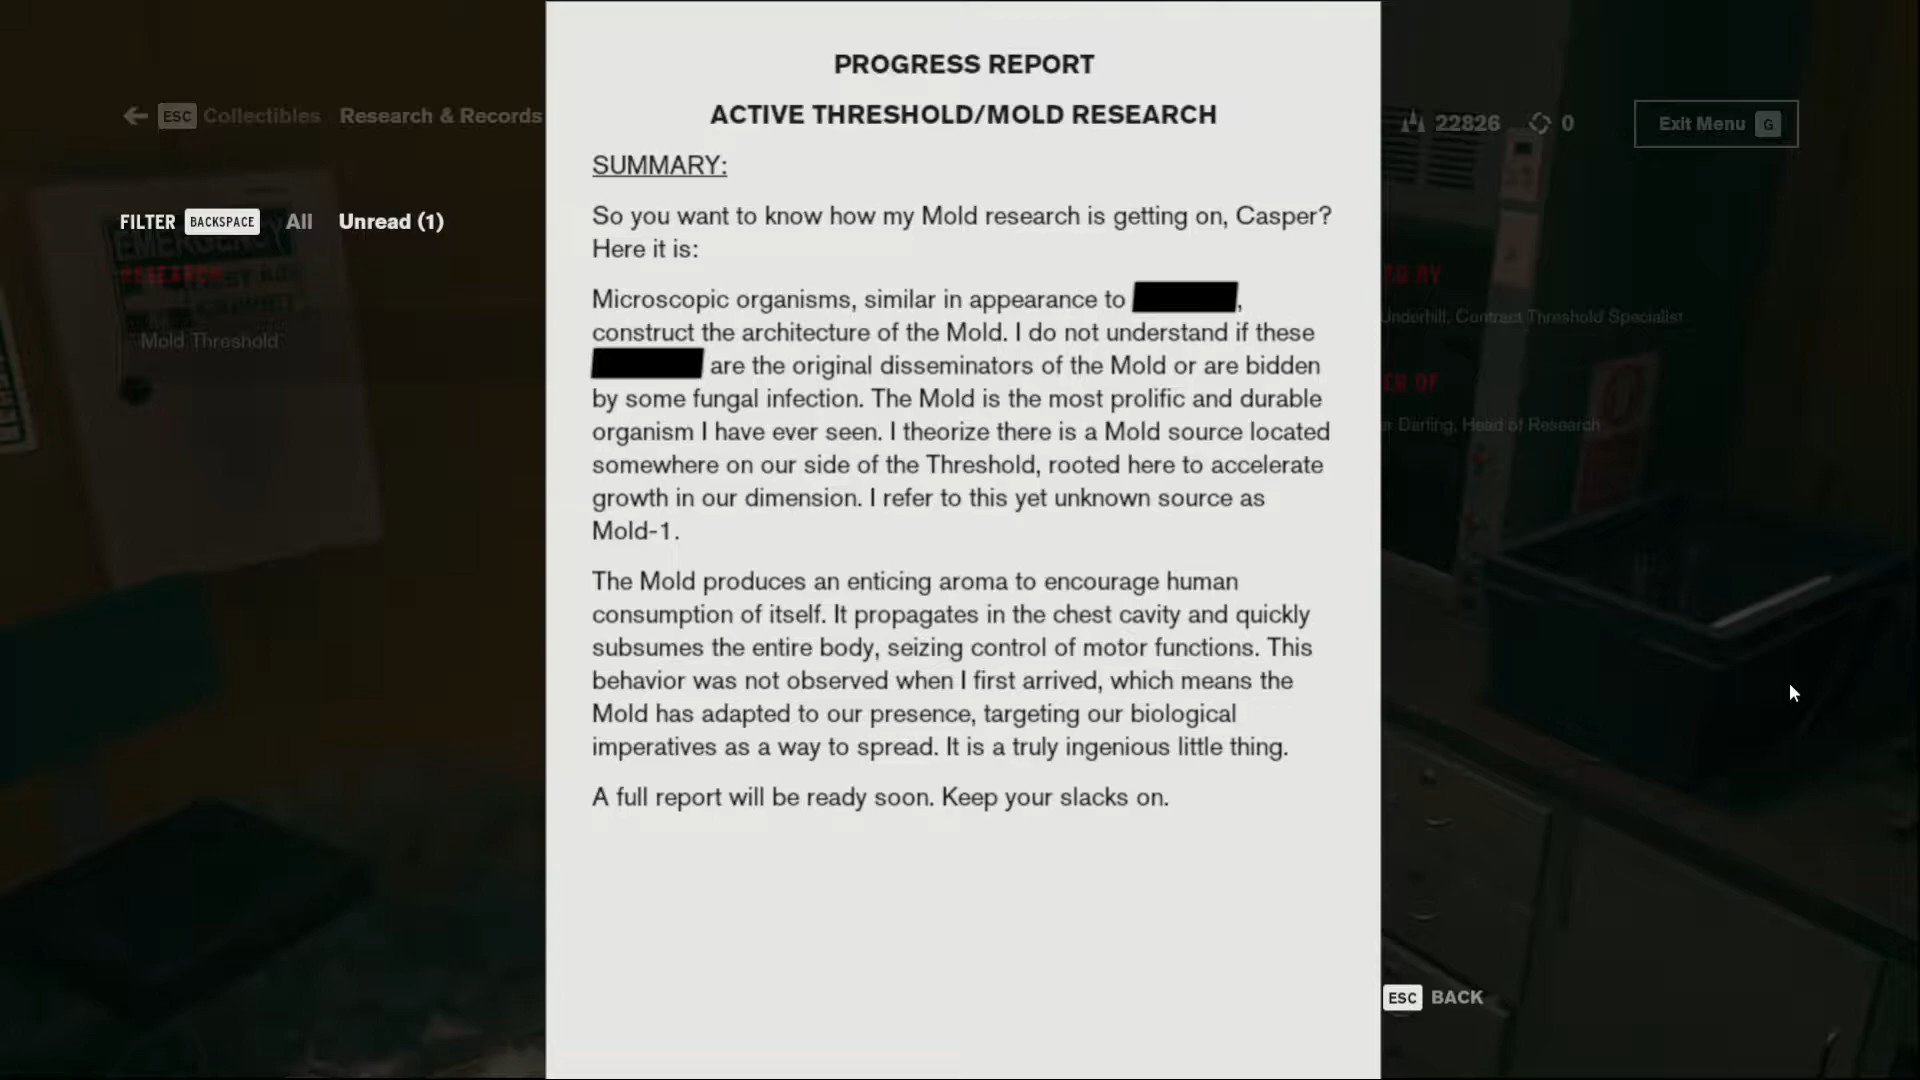 PROGRESS REPORT
ACTIVE THRESHOLD/MOLD RESEARCH
SUMMARY:
So you want to know how my Mold research is getting on, Casper?
Here it is:
Microscopic organisms, similar in appearance to ,
construct the architecture of the Mold. I do not understand if these
are the original disseminators of the Mold or are bidden
by some fungal infection. The Mold is the most prolific and durable
organism I have ever seen. I theorize there is a Mold source located
somewhere on our side of the Threshold, rooted here to accelerate
growth in our dimension. I refer to this yet unknown source as
Mold-1.
The Mold produces an enticing aroma to encourage human
consumption of itself. It propagates in the chest cavity and quickly
subsumes the entire body, seizing control of motor functions. This
behavior was not observed when I first arrived, which means the
Mold has adapted to our presence, targeting our biological
imperatives as a way to spread. It is a truly ingenious little thing.
A full report will be ready soon. Keep your slacks on.
ESC Collectibles Research & Records
FILTER BACKSPACE All Unread (1)
EMERGENCY
RESEARCH
Mold Threshold
22826 0
Exit Menu G
BY
Underhill, Contract Threshold Specialist
OF
Darling, Head of Research
ESC BACK